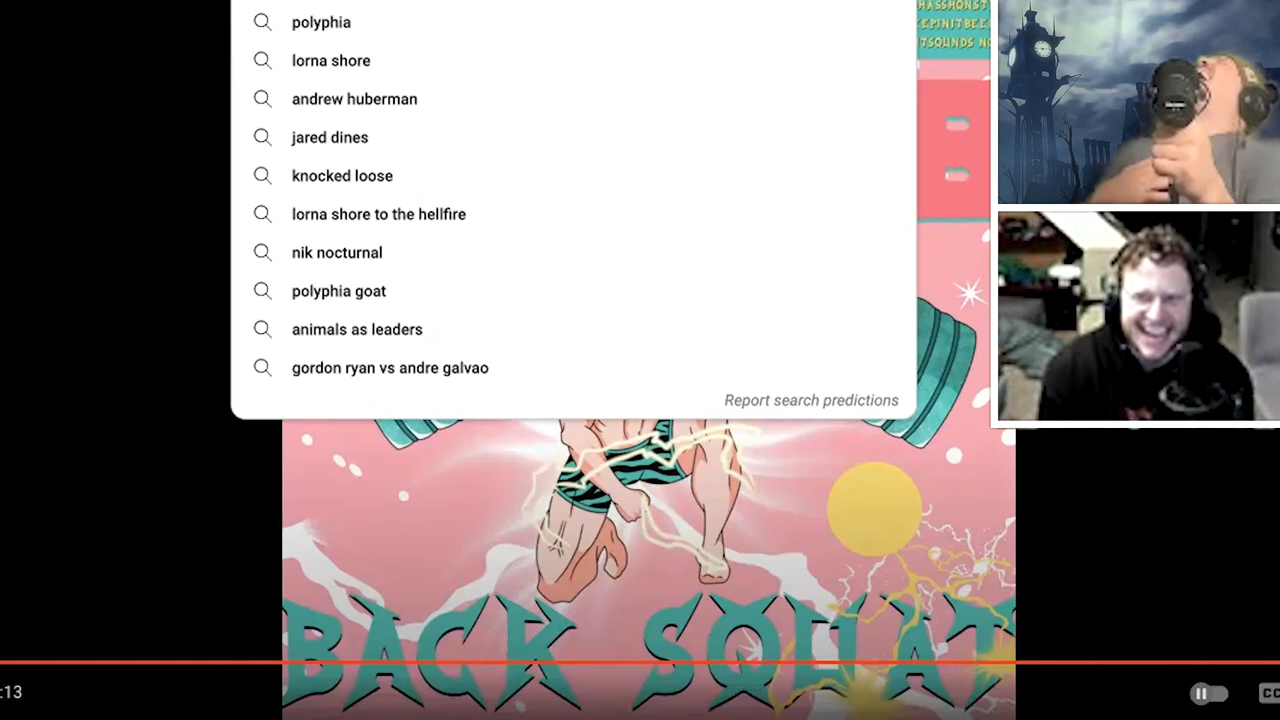 polyphia
lorna shore
andrew huberman
jared dines
knocked loose
lorna shore to the hellfire
nik nocturnal
polyphia goat
animals as leaders
gordon ryan vs andre galvao
Report search predictions
BACK SQUAT
:13
CC